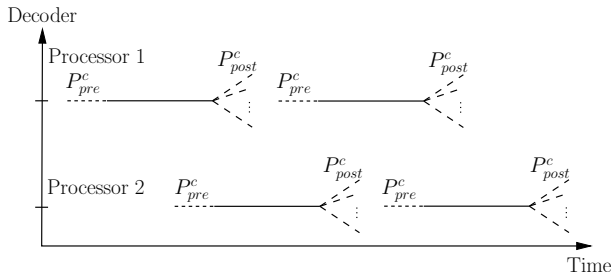 Decoder
Processor 1
P^c_pre
P^c_post
P^c_pre
P^c_post
Processor 2
P^c_pre
P^c_post
P^c_pre
P^c_post
Time